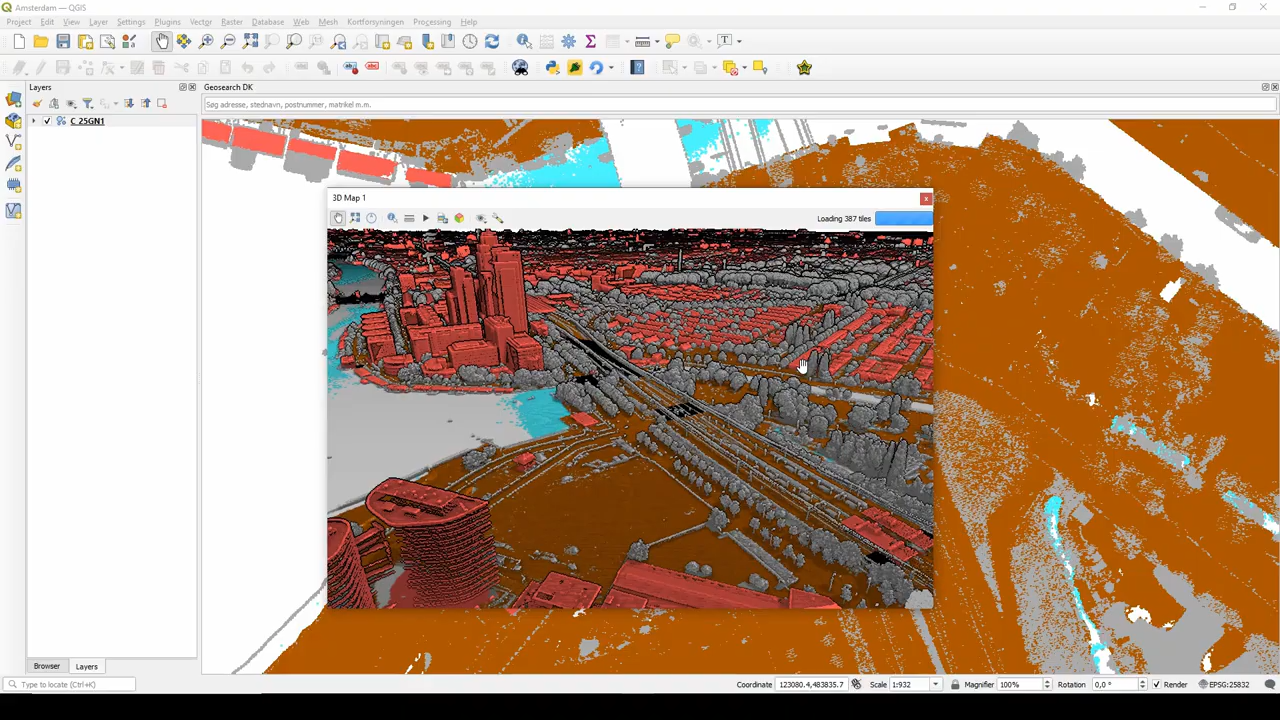 Amsterdam — QGIS
Project Edit View Layer Settings Plugins Vector Raster Database Web Mesh Kortforsyningen Processing Help
Layers
Geosearch DK
Søg adresse, stednavn, postnummer, matrikel m.m.
C_25GN1
3D Map 1
Loading 387 tiles
Browser Layers
Type to locate (Ctrl+K)
Coordinate 123080.4,483835.7 Scale 1:932 Magnifier 100% Rotation 0,0 ° Render EPSG:25832